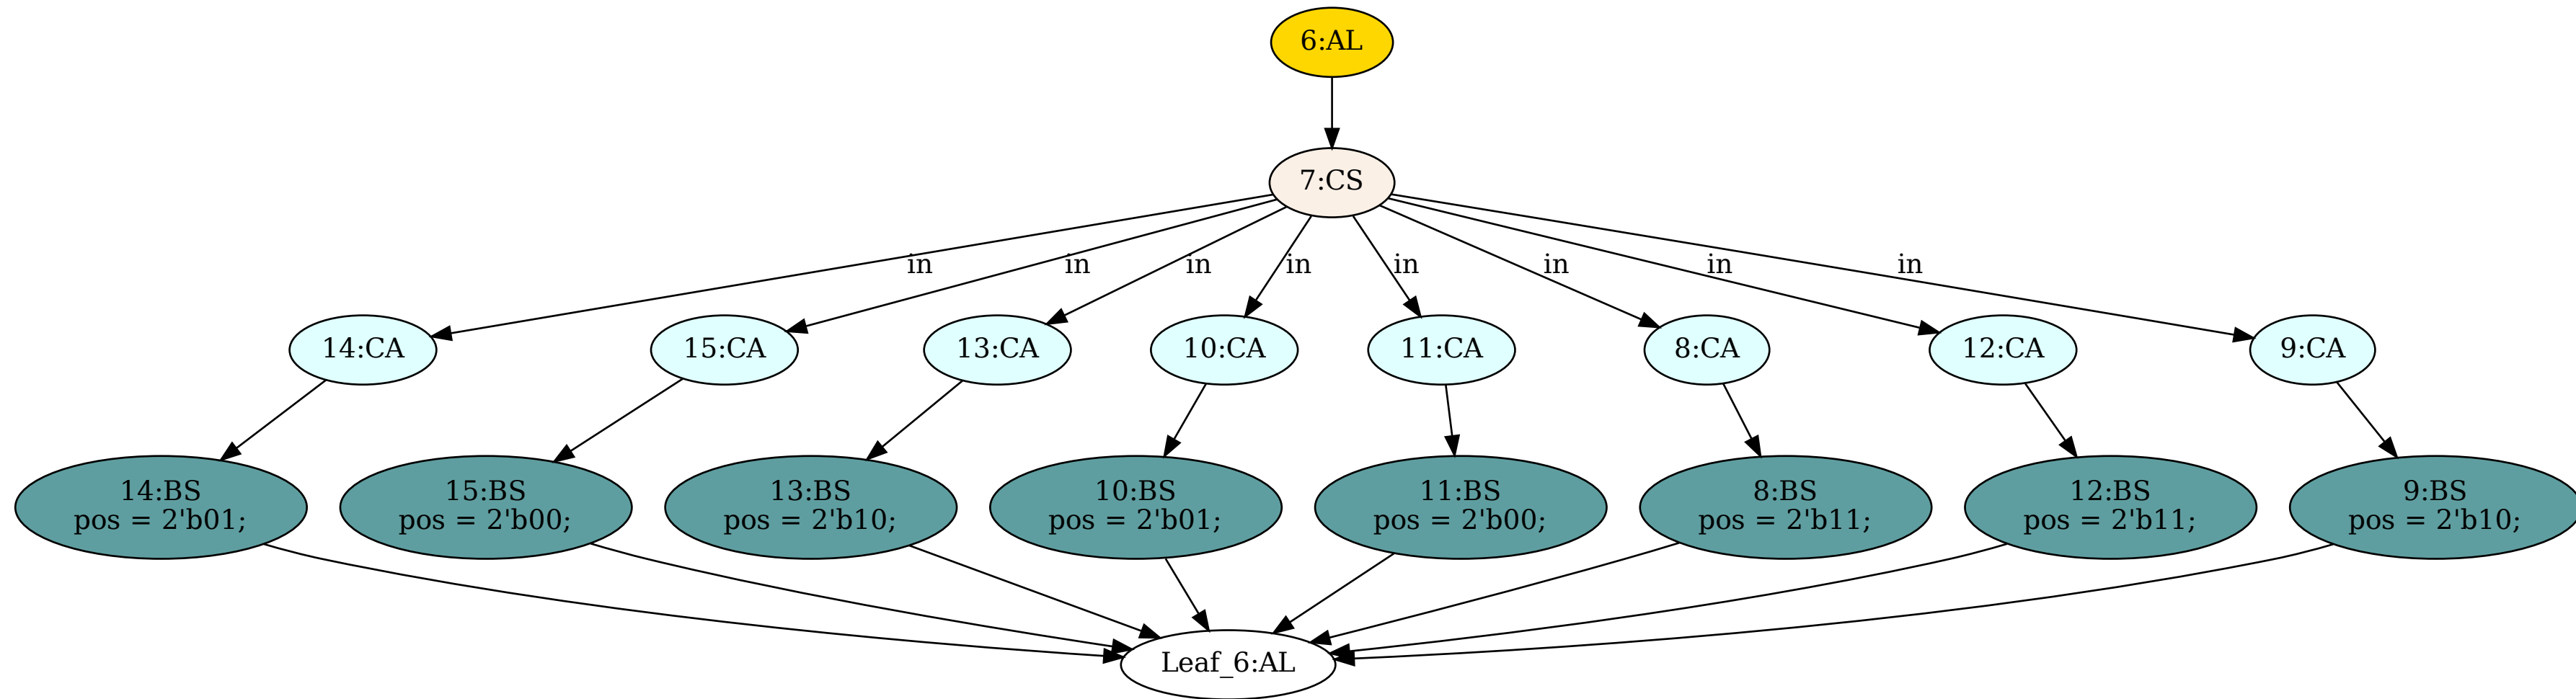 6:AL
7:CS
in
in
in
in
in
in
in
in
14:CA
15:CA
13:CA
10:CA
11:CA
8:CA
12:CA
9:CA
14:BS
pos = 2'b01;
15:BS
pos = 2'b00;
13:BS
pos = 2'b10;
10:BS
pos = 2'b01;
11:BS
pos = 2'b00;
8:BS
pos = 2'b11;
12:BS
pos = 2'b11;
9:BS
pos = 2'b10;
Leaf_6:AL